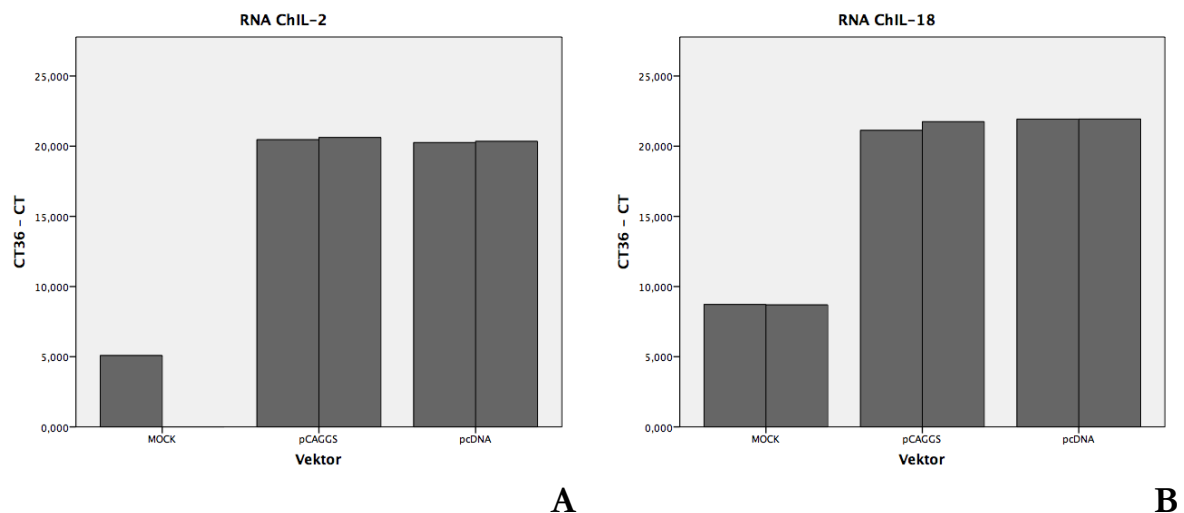 RNA ChIL-2
CT36 - CT
25,000
20,000
15,000
10,000
5,000
0,000
MOCK pCAGGS pcDNA
Vektor
A
RNA ChIL-18
CT36 - CT
25,000
20,000
15,000
10,000
5,000
0,000
MOCK pCAGGS pcDNA
Vektor
B